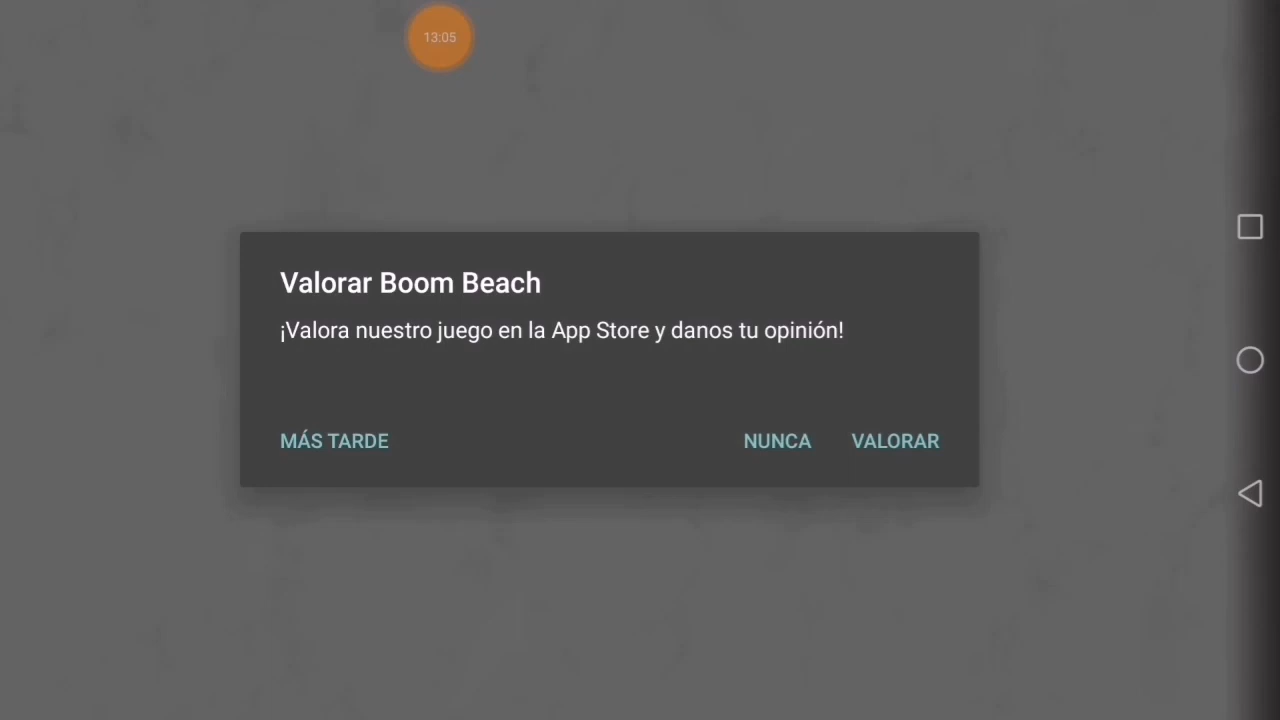 13:05
Valorar Boom Beach
¡Valora nuestro juego en la App Store y danos tu opinión!
MÁS TARDE
NUNCA
VALORAR